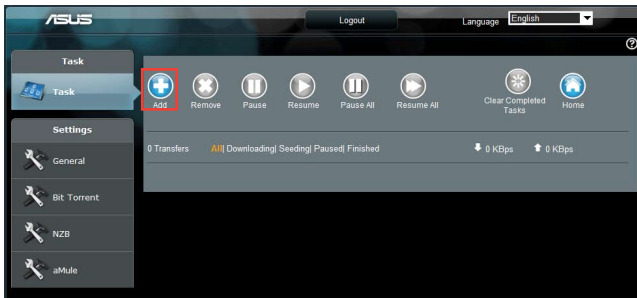 ASUS Logout Language English
Task
Task
Add Remove Pause Resume Pause All Resume All Clear Completed Tasks Home
Settings
0 Transfers All| Downloading| Seeding| Paused| Finished 0 KBps 0 KBps
General
Bit Torrent
NZB
aMule